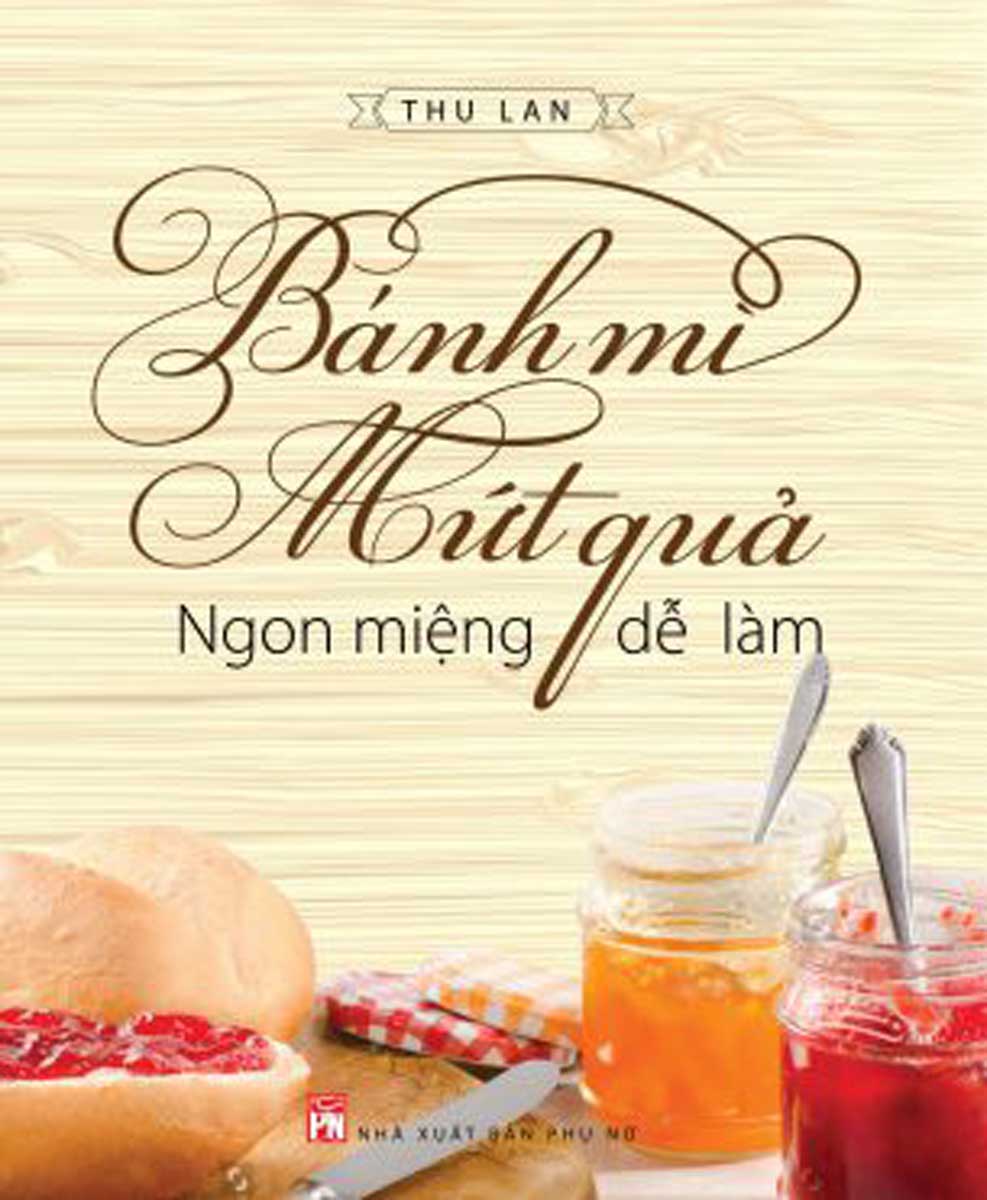 THU LAN
Bánh mì
Mứt quả
Ngon miệng dễ làm
PN NHÀ XUẤT BẢN PHỤ NỮ